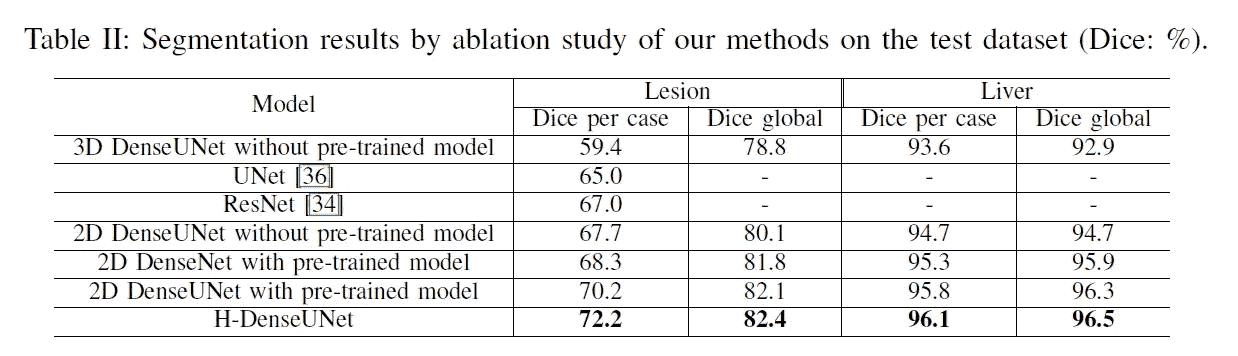 Table II: Segmentation results by ablation study of our methods on the test dataset (Dice: %).
Model Lesion Liver
Dice per case Dice global Dice per case Dice global
3D DenseUNet without pre-trained model 59.4 78.8 93.6 92.9
UNet [36] 65.0 - - -
ResNet [34] 67.0 - - -
2D DenseUNet without pre-trained model 67.7 80.1 94.7 94.7
2D DenseNet with pre-trained model 68.3 81.8 95.3 95.9
2D DenseUNet with pre-trained model 70.2 82.1 95.8 96.3
H-DenseUNet 72.2 82.4 96.1 96.5